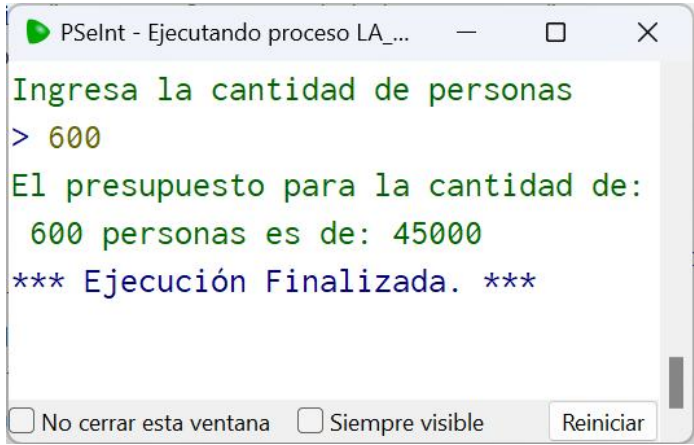 PSeInt - Ejecutando proceso LA_...
Ingresa la cantidad de personas
> 600
El presupuesto para la cantidad de:
600 personas es de: 45000
*** Ejecución Finalizada. ***
No cerrar esta ventana Siempre visible Reiniciar